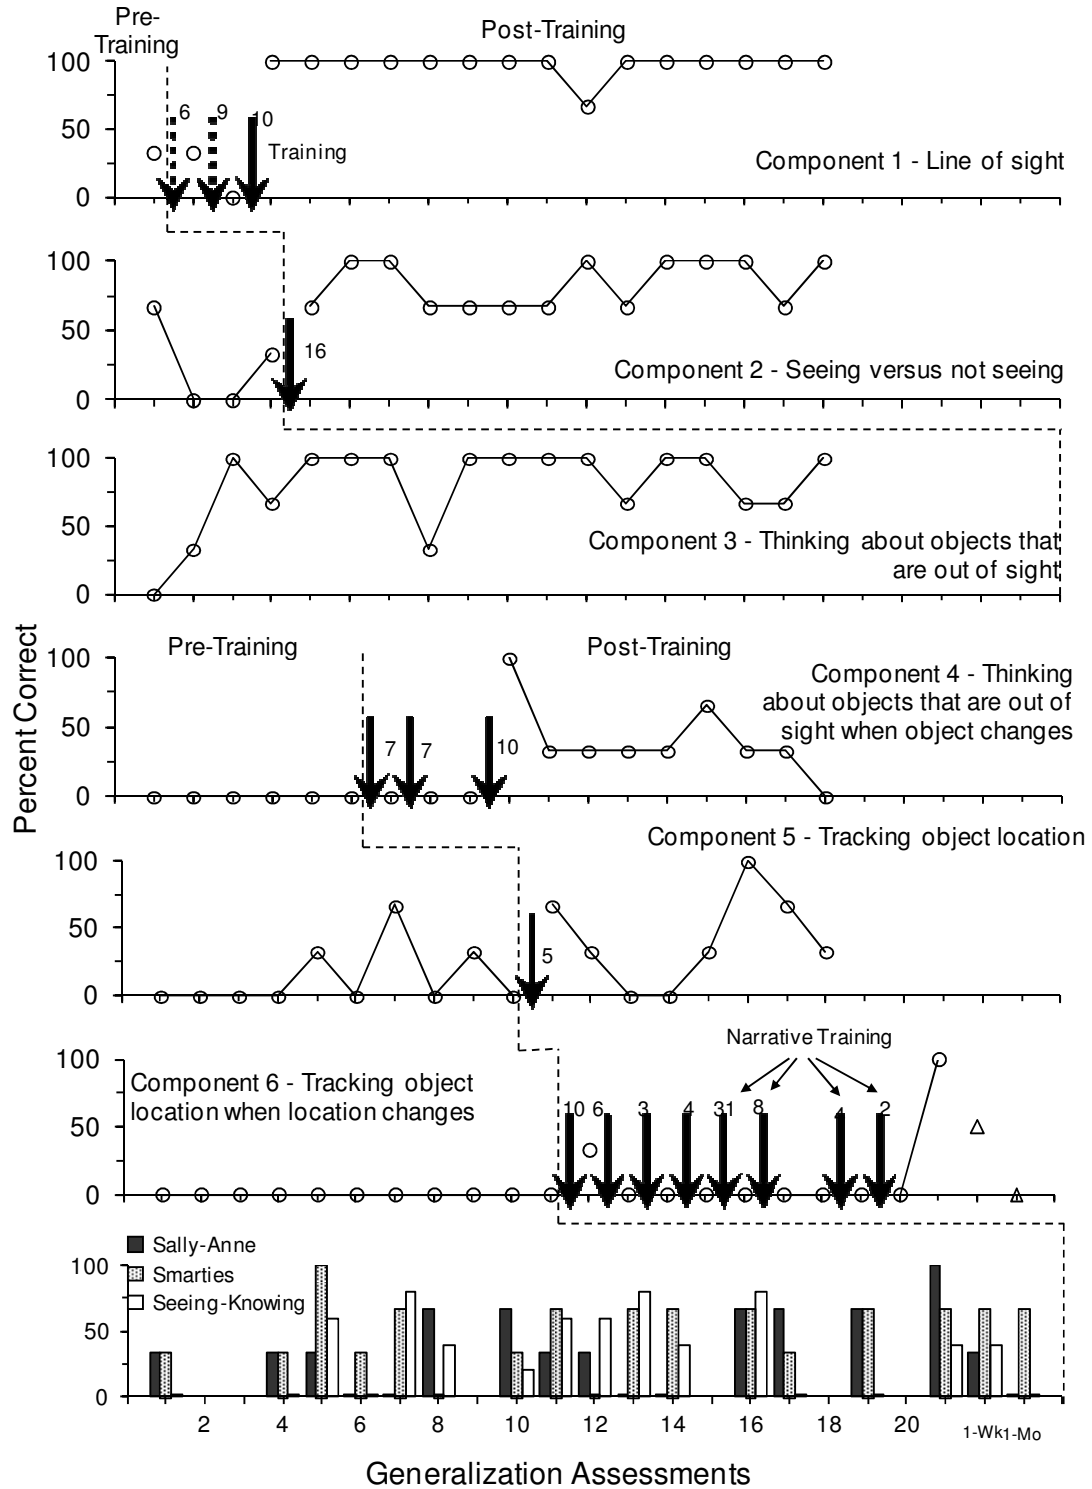 Pre-
Training
Post-Training
100
50
0
6
9
10
Training
Component 1 - Line of sight
100
50
0
16
Component 2 - Seeing versus not seeing
100
50
0
Component 3 - Thinking about objects that
are out of sight
Percent Correct
Pre-Training
Post-Training
100
50
0
7
7
10
Component 4 - Thinking
about objects that are out of
sight when object changes
Component 5 - Tracking object location
100
50
0
5
Narrative Training
100
50
0
Component 6 - Tracking object
location when location changes
10 6 3 4 31 8 4 2
Sally-Anne
Smarties
Seeing-Knowing
100
50
0
2 4 6 8 10 12 14 16 18 20 1-Wk 1-Mo
Generalization Assessments